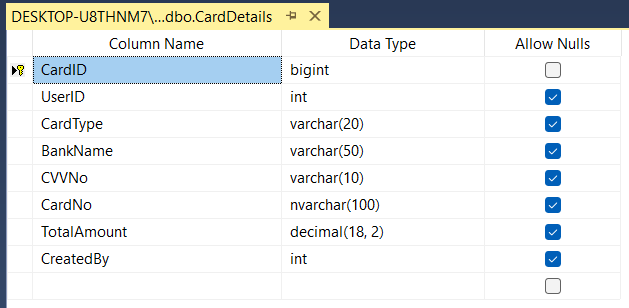 DESKTOP-U8THNM7\...dbo.CardDetails
Column Name Data Type Allow Nulls
CardID bigint
UserID int
CardType varchar(20)
BankName varchar(50)
CVVNo varchar(10)
CardNo nvarchar(100)
TotalAmount decimal(18, 2)
CreatedBy int